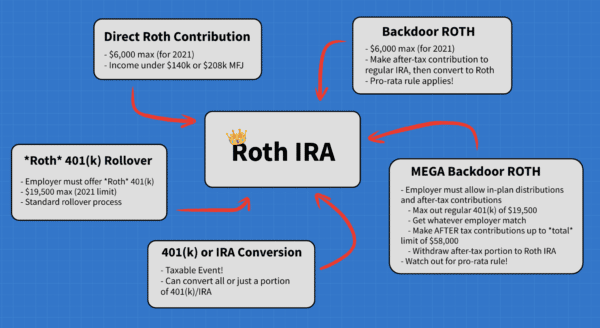 Direct Roth Contribution
- $6,000 max (for 2021)
- Income under $140k or $208k MFJ
Backdoor ROTH
- $6,000 max (for 2021)
- Make after-tax contribution to
regular IRA, then convert to Roth
- Pro-rata rule applies!
Roth IRA
*Roth* 401(k) Rollover
- Employer must offer *Roth* 401(k)
- $19,500 max (2021 limit)
- Standard rollover process
MEGA Backdoor ROTH
- Employer must allow in-plan distributions
and after-tax contributions
- Max out regular 401(k) of $19,500
- Get whatever employer match
- Make AFTER tax contributions up to *total*
limit of $58,000
- Withdraw after-tax portion to Roth IRA
- Watch out for pro-rata rule!
401(k) or IRA Conversion
- Taxable Event!
- Can convert all or just a portion
of 401(k)/IRA